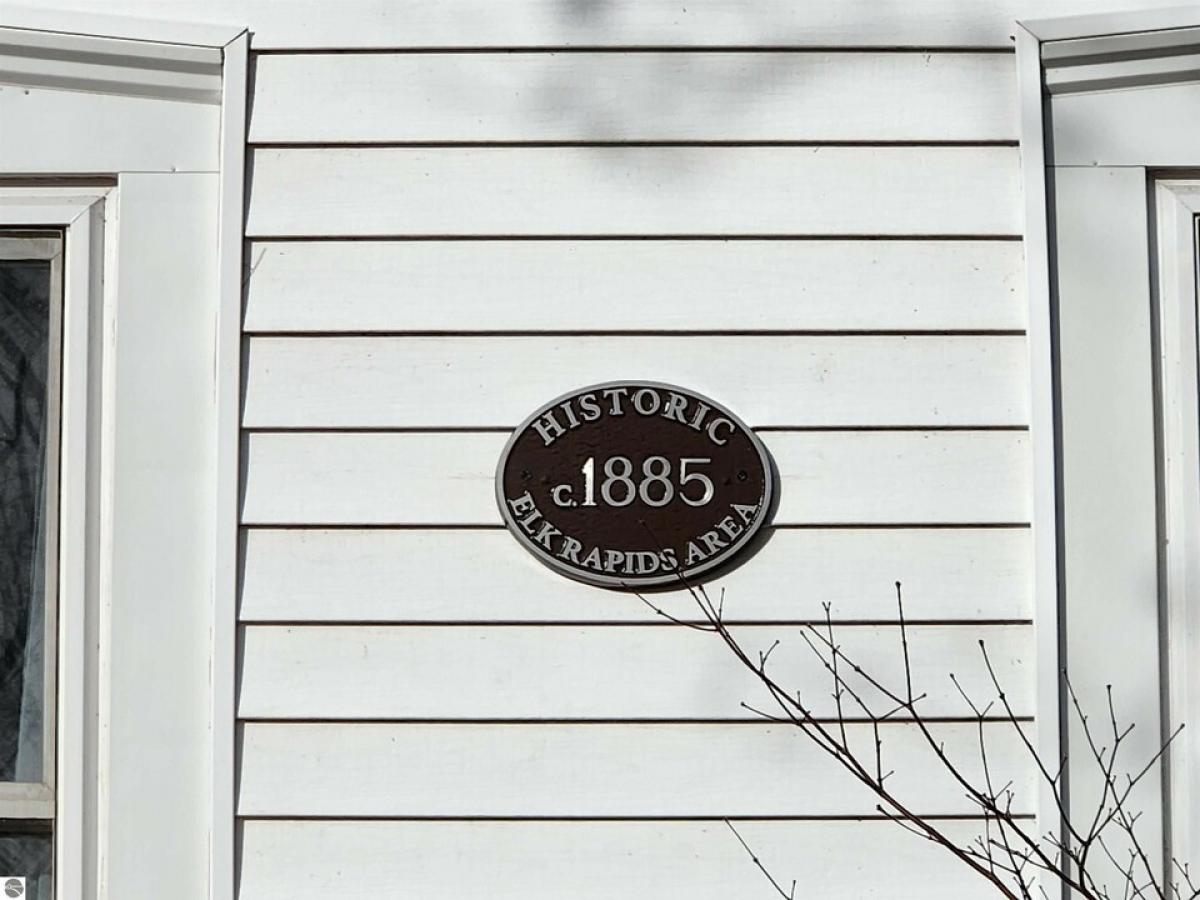 HISTORIC
c.1885
ELK RAPIDS AREA